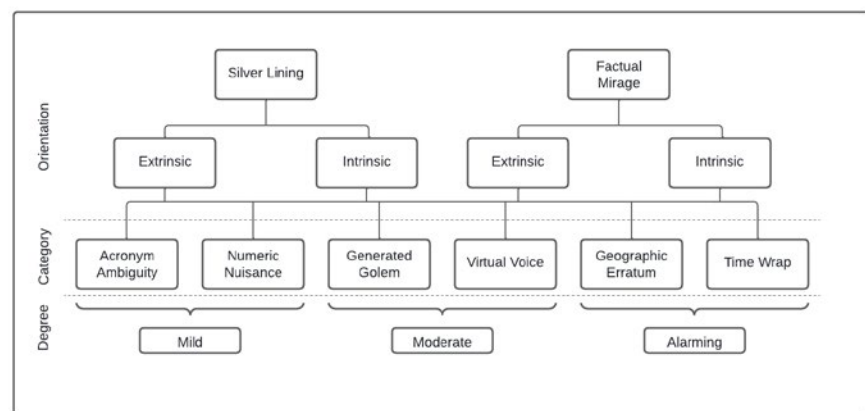 Silver Lining
Factual
Mirage
Orientation
Extrinsic
Intrinsic
Extrinsic
Intrinsic
Category
Acronym
Ambiguity
Numeric
Nuisance
Generated
Golem
Virtual Voice
Geographic
Erratum
Time Wrap
Degree
Mild
Moderate
Alarming